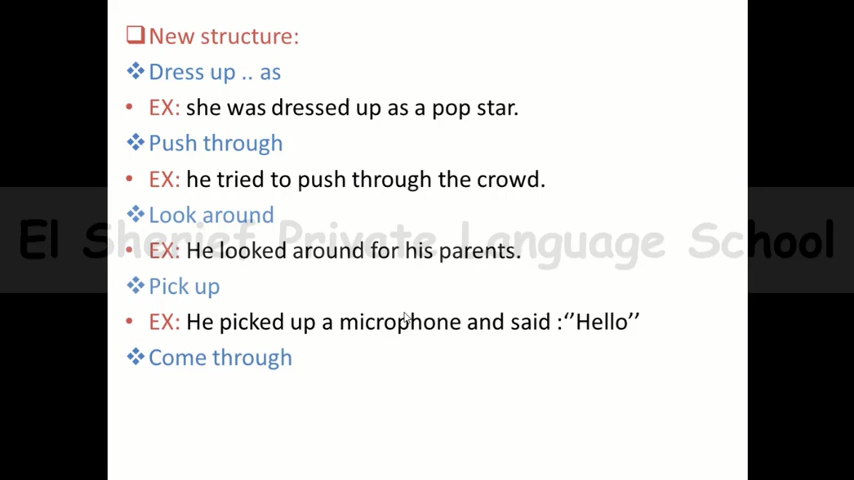 New structure:
Dress up .. as
EX: she was dressed up as a pop star.
Push through
EX: he tried to push through the crowd.
Look around
El Sherief Private Language School
EX: He looked around for his parents.
Pick up
EX: He picked up a microphone and said :‘’Hello’’
Come through